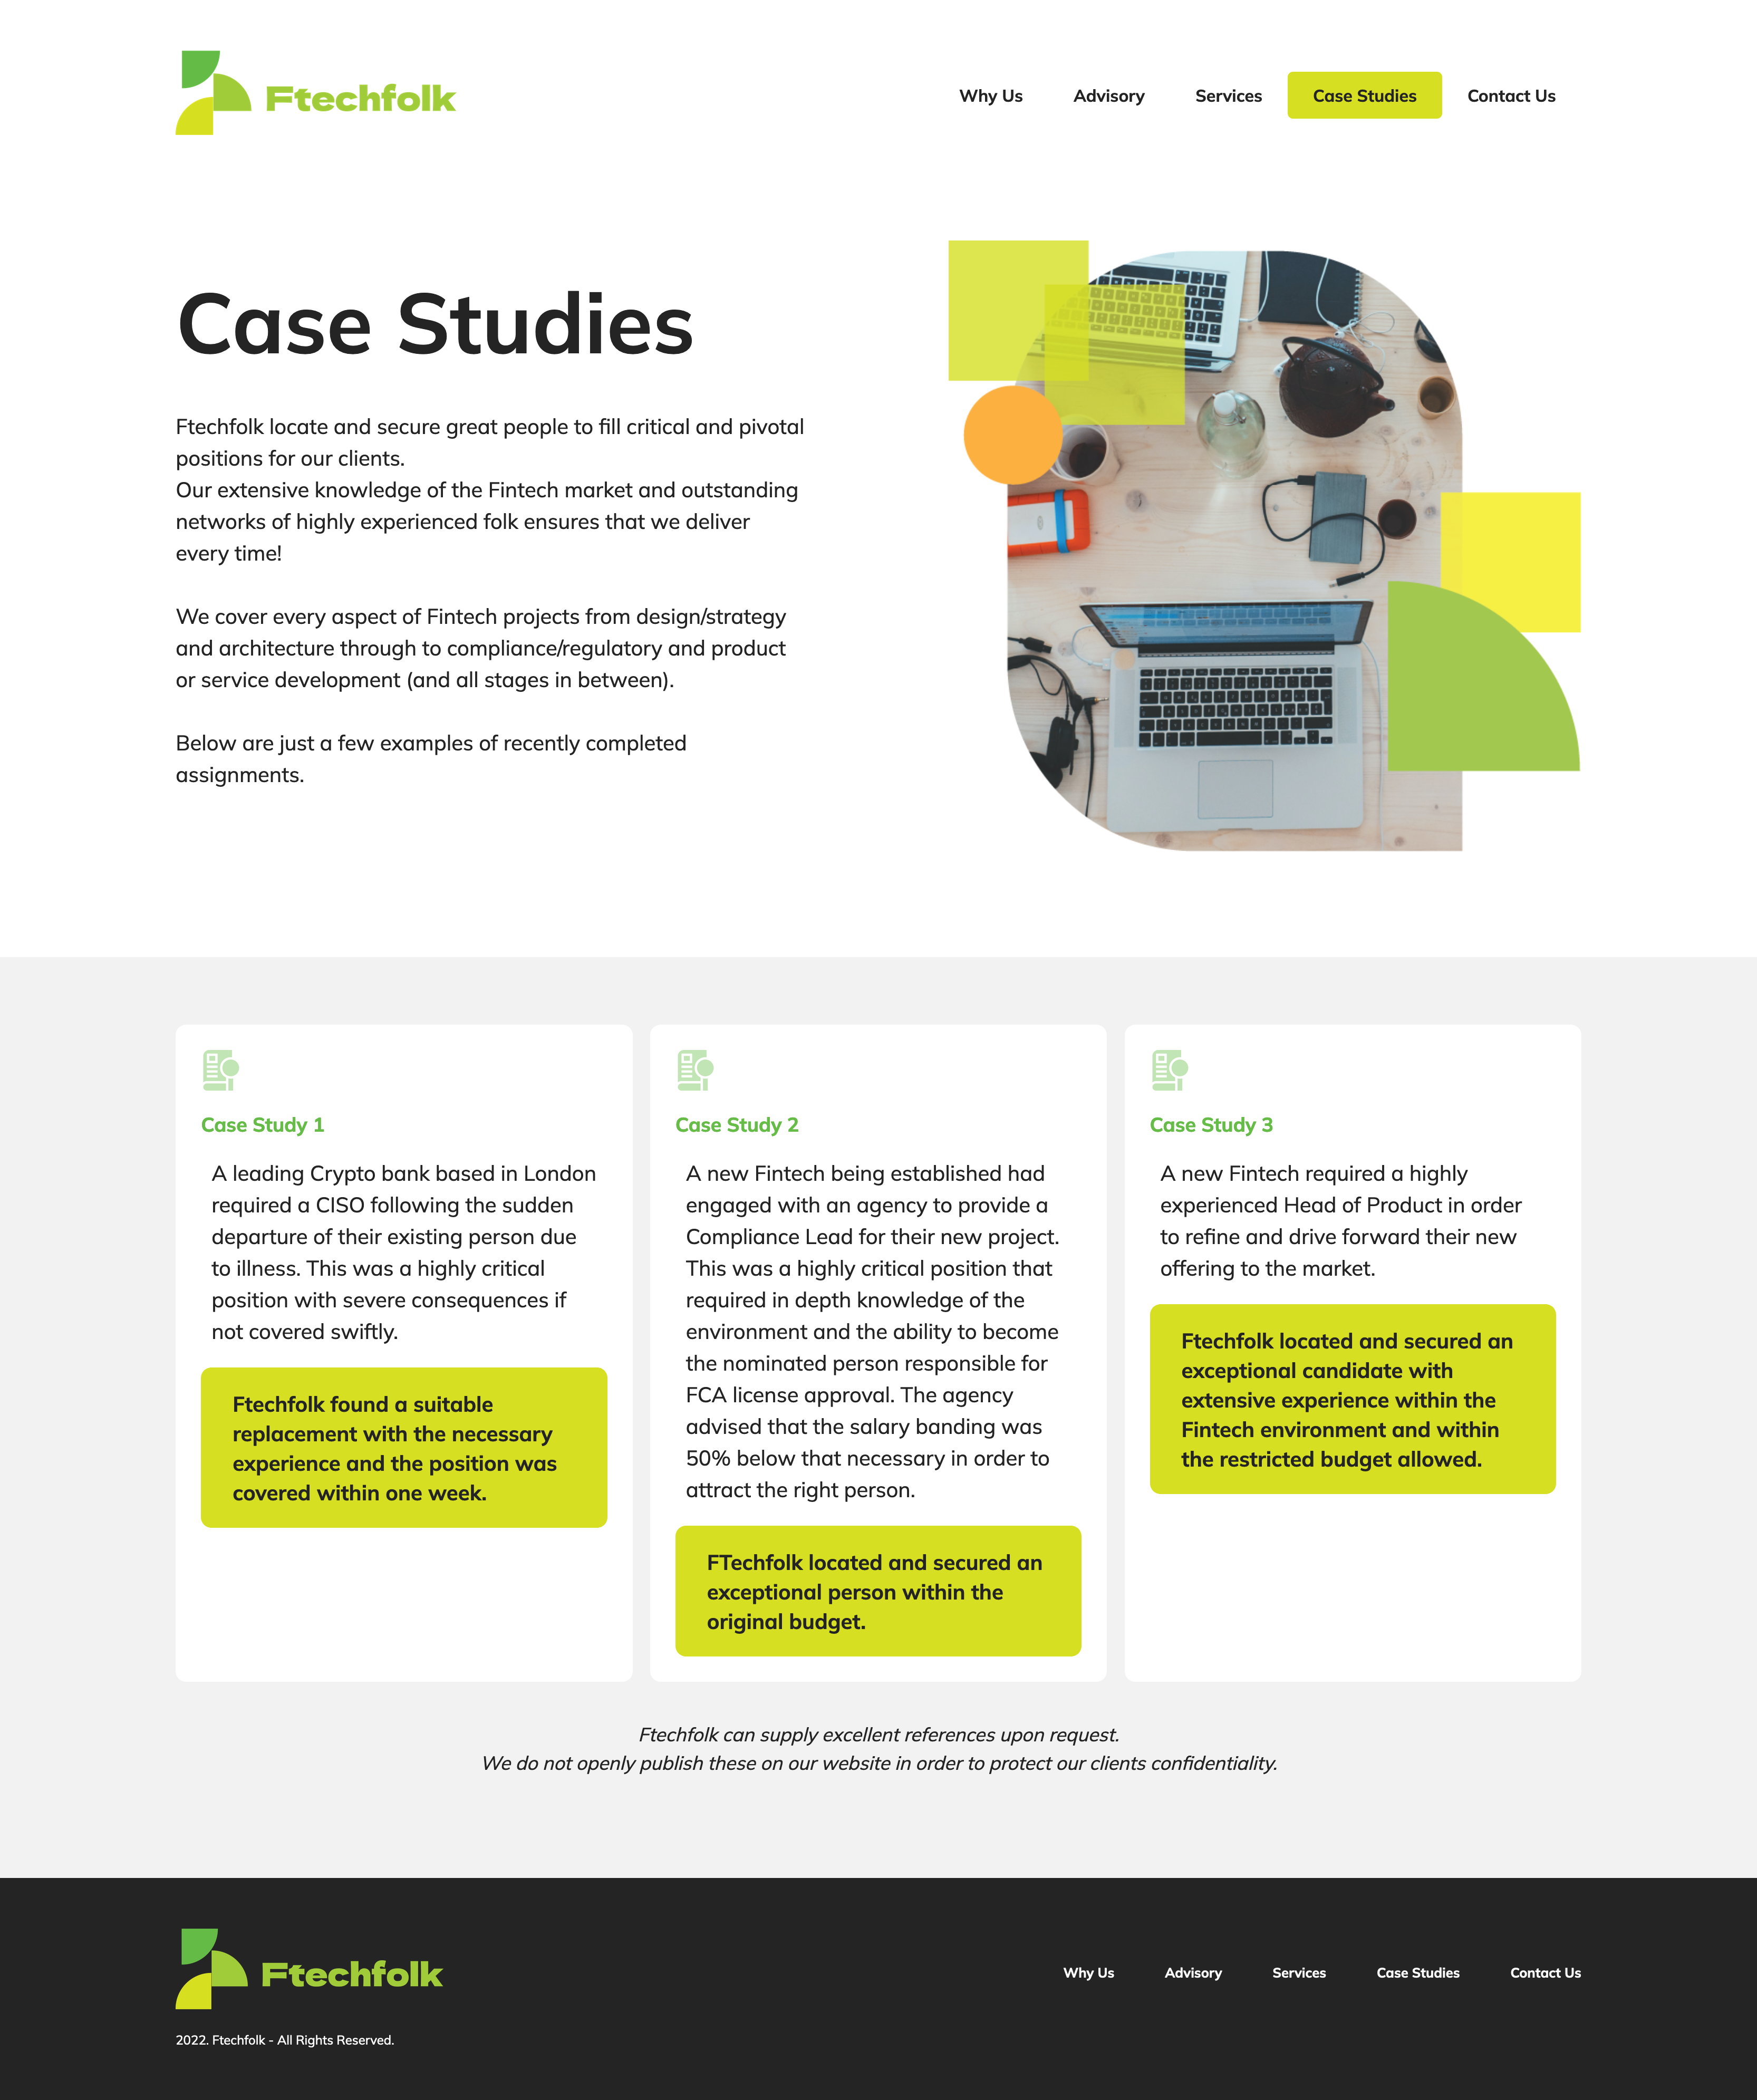 Ftechfolk
Why Us
Advisory
Services
Case Studies
Contact Us
Case Studies
Ftechfolk locate and secure great people to fill critical and pivotal
positions for our clients.
Our extensive knowledge of the Fintech market and outstanding
networks of highly experienced folk ensures that we deliver
every time!
We cover every aspect of Fintech projects from design/strategy
and architecture through to compliance/regulatory and product
or service development (and all stages in between).
Below are just a few examples of recently completed
assignments.
Case Study 1
A leading Crypto bank based in London
required a CISO following the sudden
departure of their existing person due
to illness. This was a highly critical
position with severe consequences if
not covered swiftly.
Ftechfolk found a suitable
replacement with the necessary
experience and the position was
covered within one week.
Case Study 2
A new Fintech being established had
engaged with an agency to provide a
Compliance Lead for their new project.
This was a highly critical position that
required in depth knowledge of the
environment and the ability to become
the nominated person responsible for
FCA license approval. The agency
advised that the salary banding was
50% below that necessary in order to
attract the right person.
FTechfolk located and secured an
exceptional person within the
original budget.
Case Study 3
A new Fintech required a highly
experienced Head of Product in order
to refine and drive forward their new
offering to the market.
Ftechfolk located and secured an
exceptional candidate with
extensive experience within the
Fintech environment and within
the restricted budget allowed.
Ftechfolk can supply excellent references upon request.
We do not openly publish these on our website in order to protect our clients confidentiality.
Ftechfolk
Why Us
Advisory
Services
Case Studies
Contact Us
2022. Ftechfolk - All Rights Reserved.